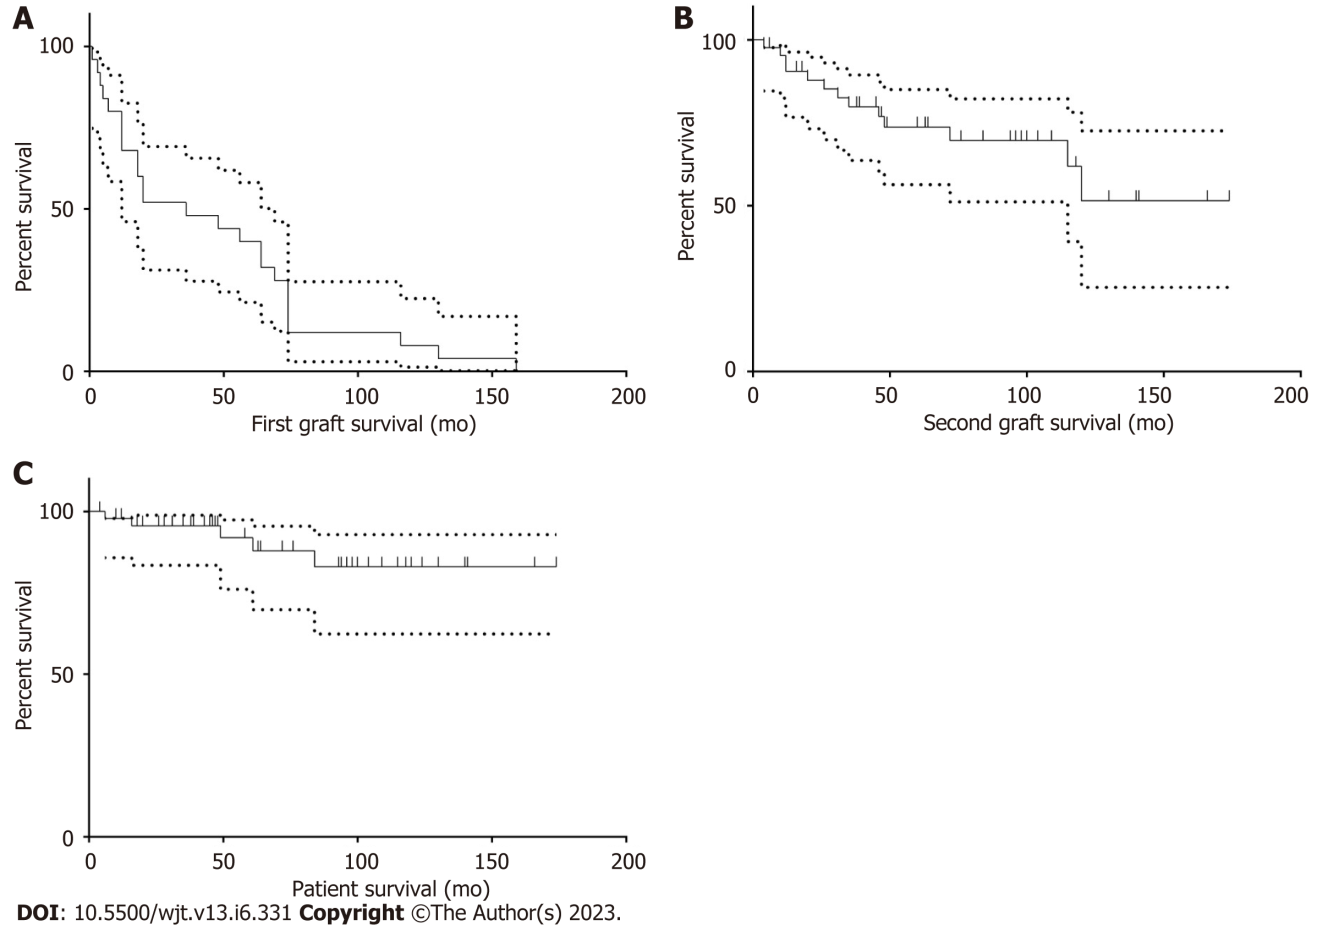 A
100
50
0
Percent survival
0 50 100 150 200
First graft survival (mo)
B
100
50
0
Percent survival
0 50 100 150 200
Second graft survival (mo)
C
100
50
0
Percent survival
0 50 100 150 200
Patient survival (mo)
DOI: 10.5500/wjt.v13.i6.331 Copyright ©The Author(s) 2023.